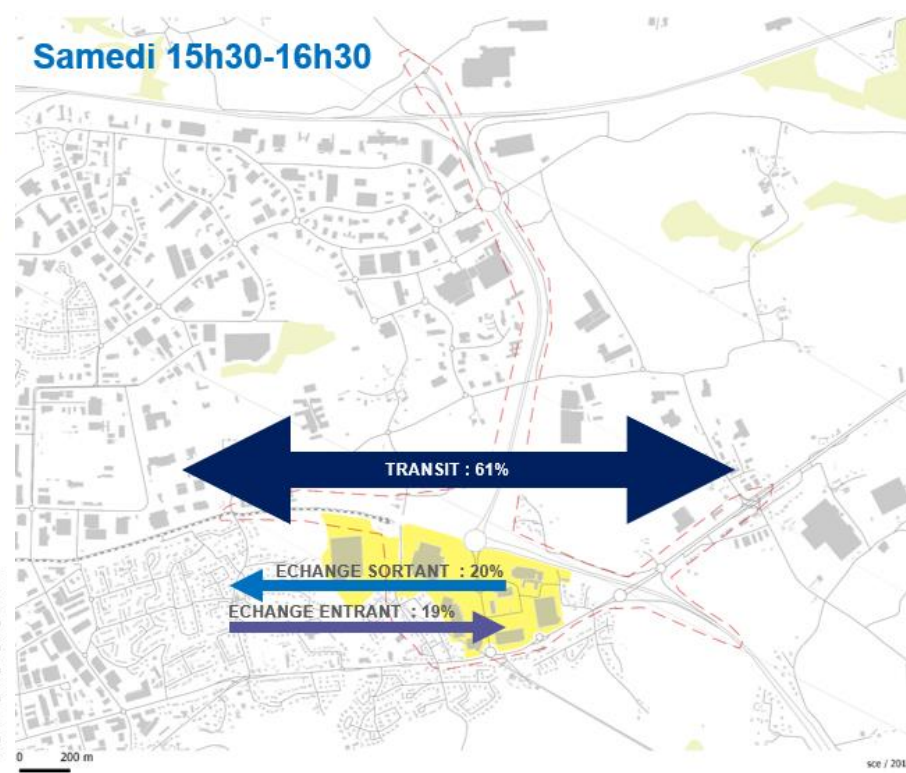 Samedi 15h30-16h30
TRANSIT : 61%
ECHANGE SORTANT : 20%
ECHANGE ENTRANT : 19%
0 200 m
sce / 201